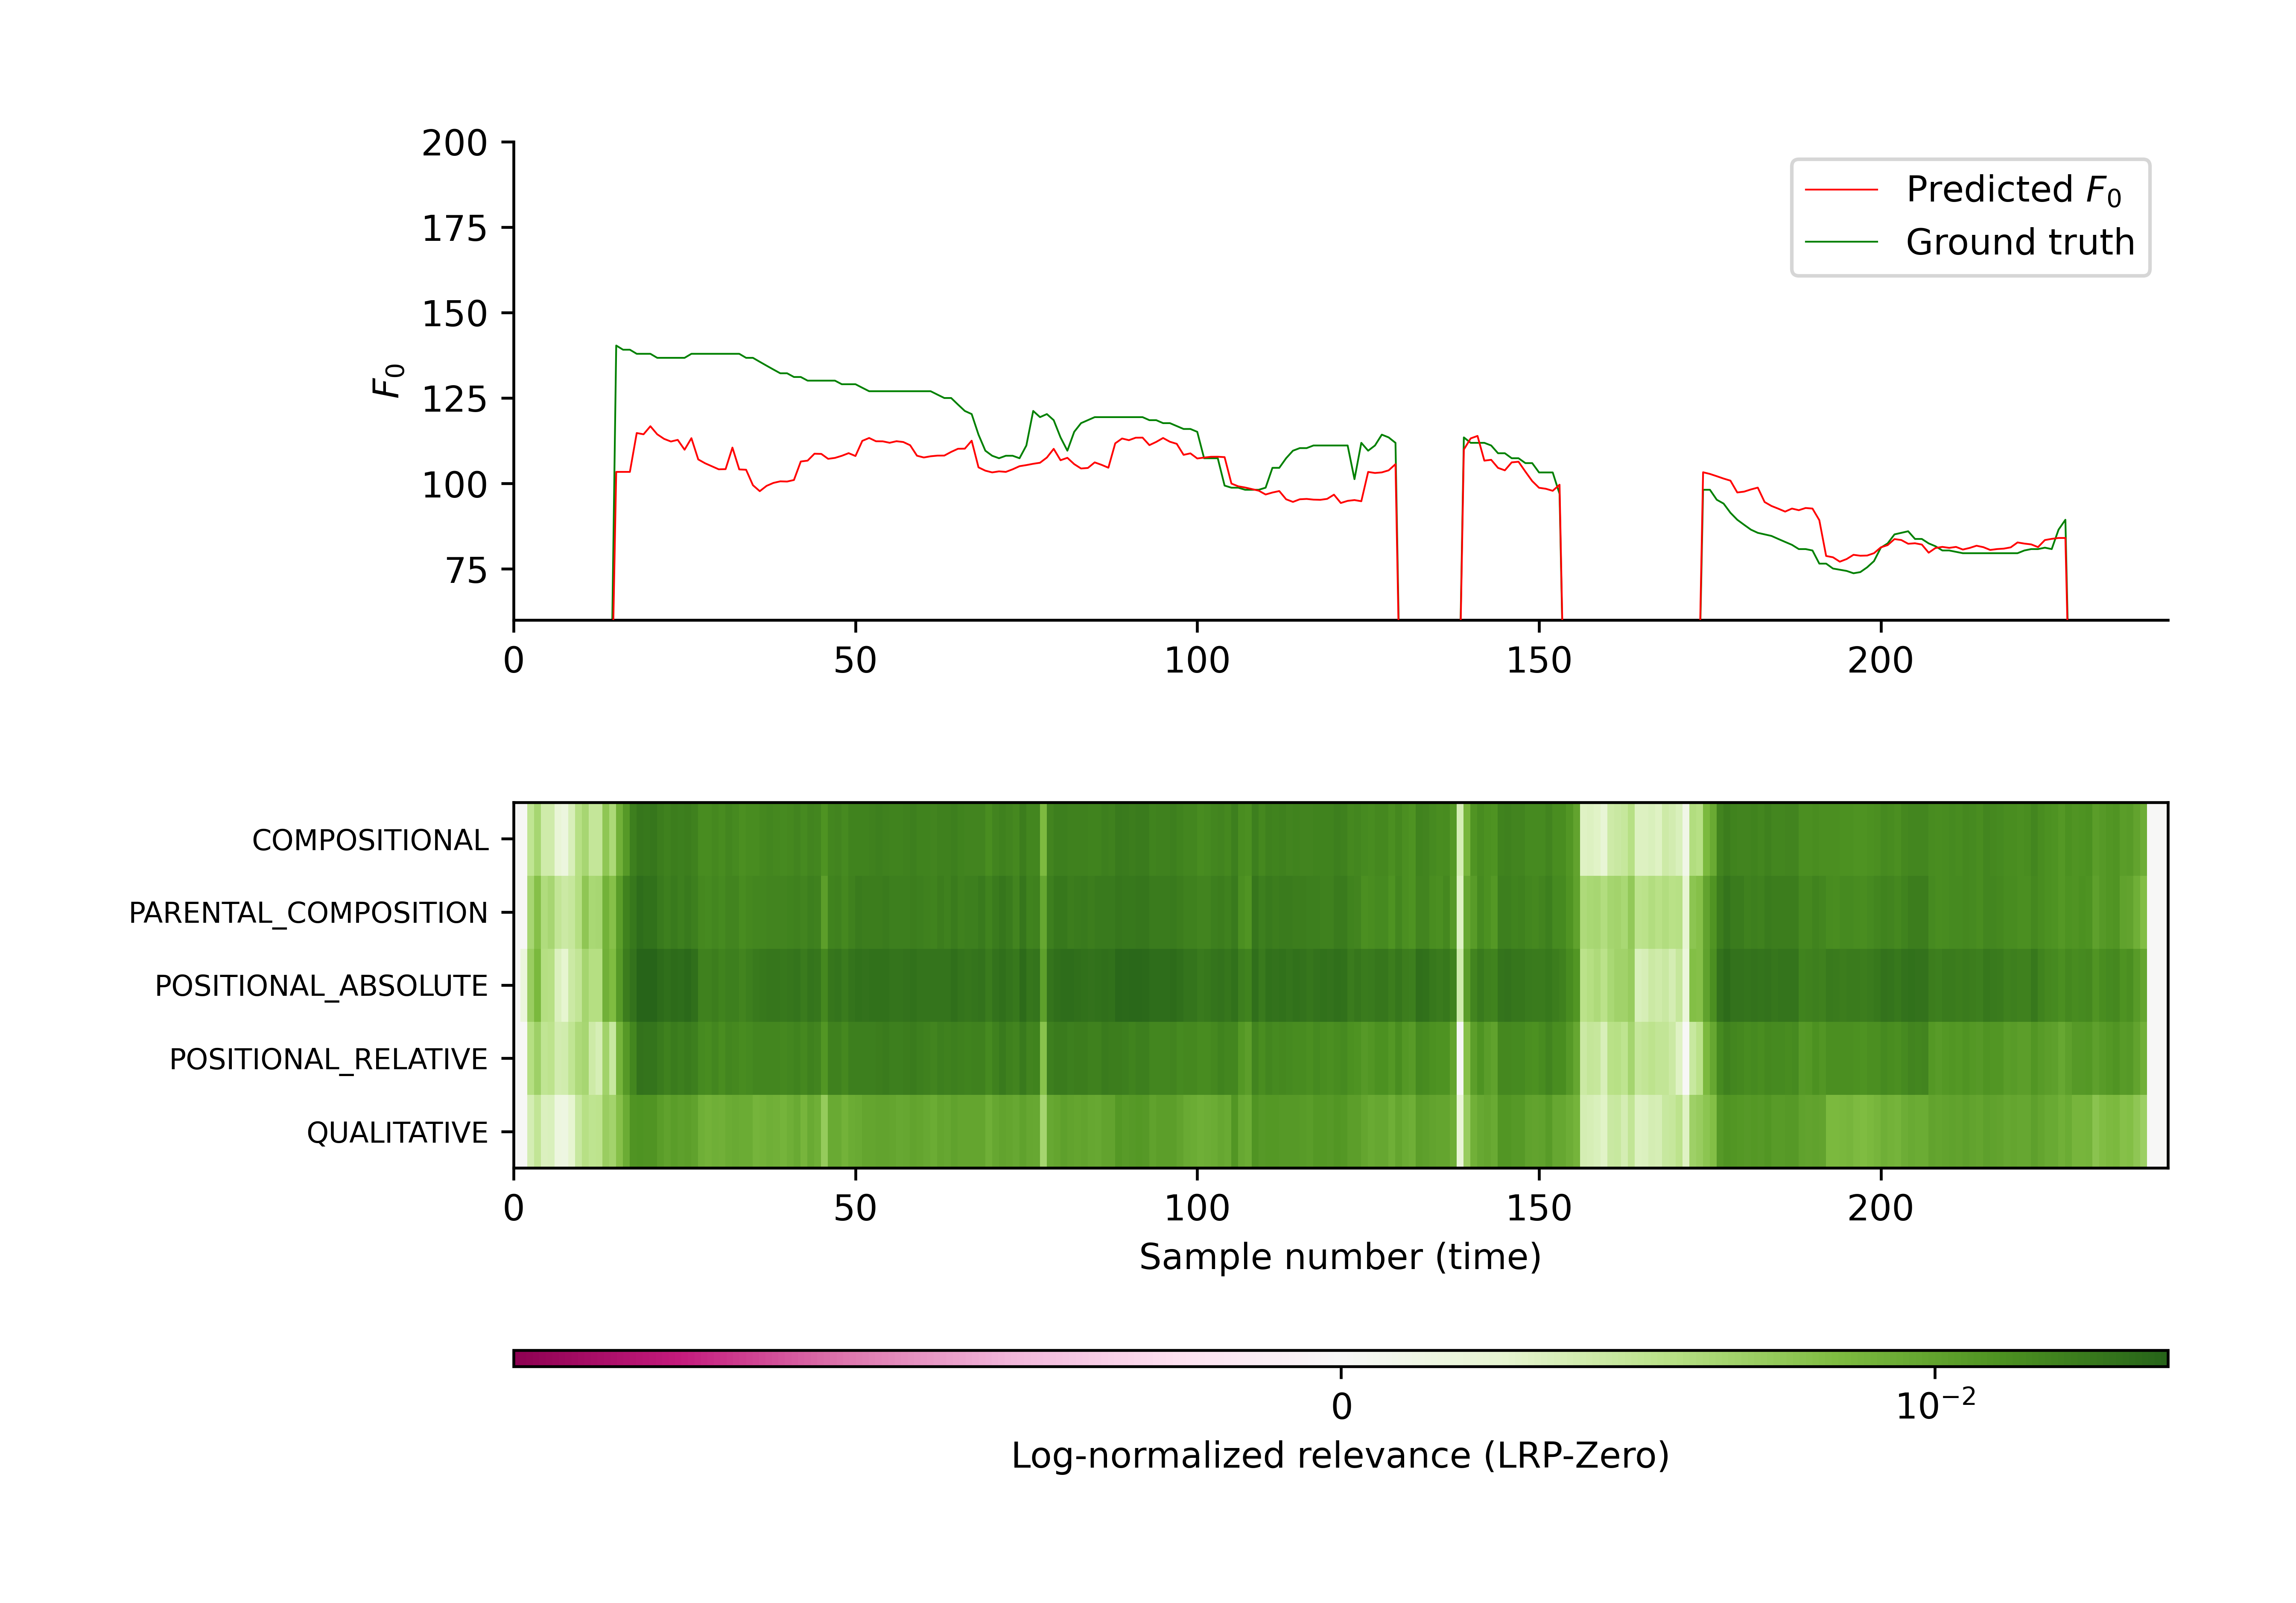 200
175
150
125
100
75
F₀
Predicted F₀
Ground truth
0 50 100 150 200
COMPOSITIONAL
PARENTAL_COMPOSITION
POSITIONAL_ABSOLUTE
POSITIONAL_RELATIVE
QUALITATIVE
0 50 100 150 200
Sample number (time)
0 10⁻²
Log-normalized relevance (LRP-Zero)